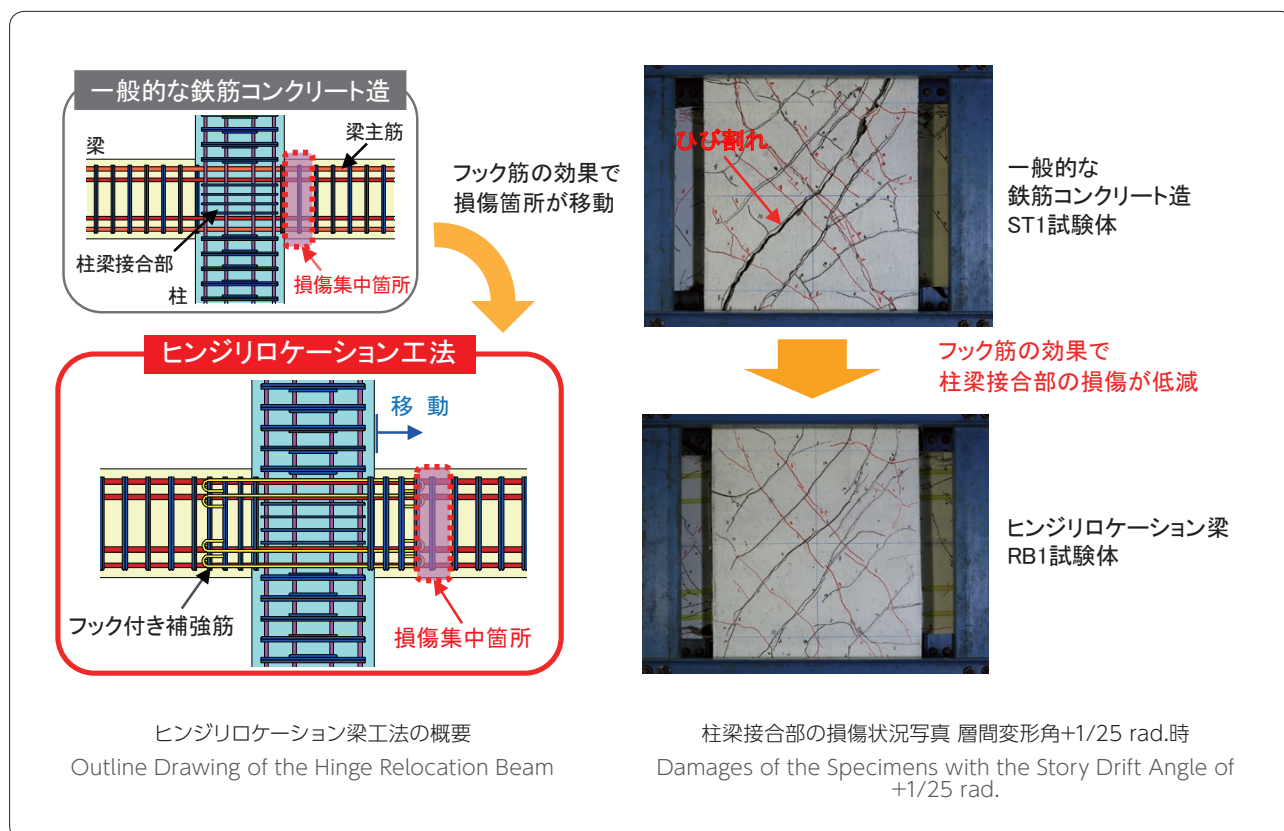 一般的な鉄筋コンクリート造
梁
梁主筋
柱梁接合部
柱
損傷集中箇所
フック筋の効果で
損傷箇所が移動
ヒンジリロケーション工法
移 動
フック付き補強筋
損傷集中箇所
ヒンジリロケーション梁工法の概要
Outline Drawing of the Hinge Relocation Beam
ひび割れ
一般的な
鉄筋コンクリート造
ST1試験体
フック筋の効果で
柱梁接合部の損傷が低減
ヒンジリロケーション梁
RB1試験体
柱梁接合部の損傷状況写真 層間変形角+1/25 rad.時
Damages of the Specimens with the Story Drift Angle of
+1/25 rad.